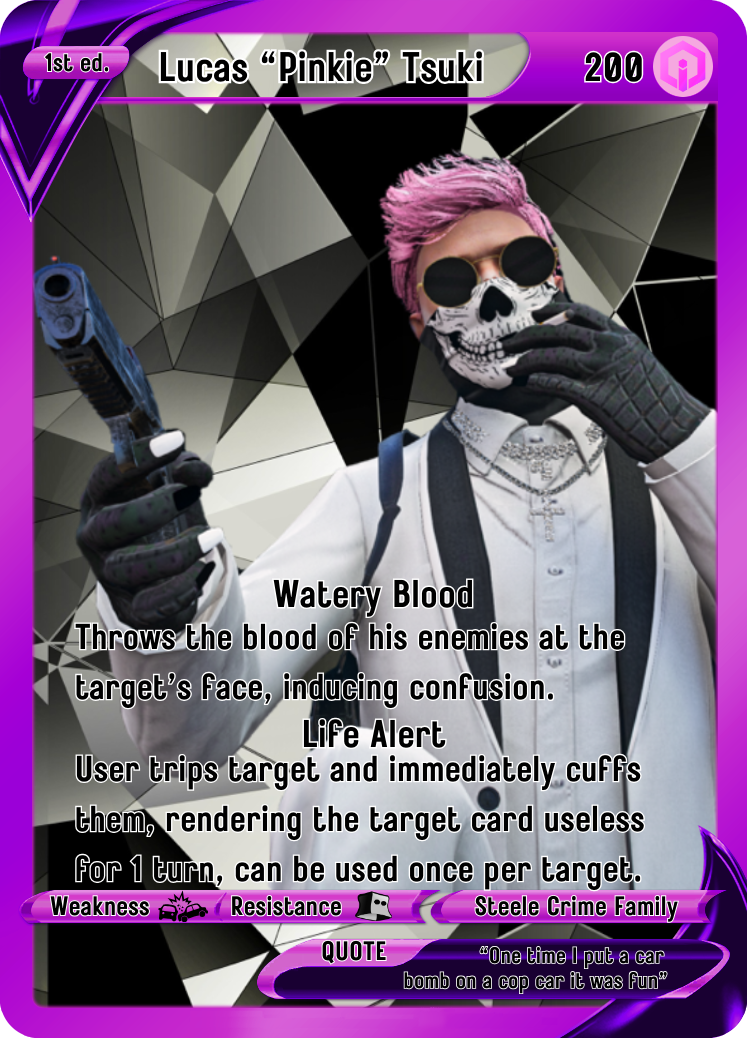 1st ed.
Lucas “Pinkie” Tsuki
200
Watery Blood
Throws the blood of his enemies at the
target’s face, inducing confusion.
Life Alert
User trips target and immediately cuffs
them, rendering the target card useless
for 1 turn, can be used once per target.
Weakness
Resistance
Steele Crime Family
QUOTE
“One time I put a car
bomb on a cop car it was fun”